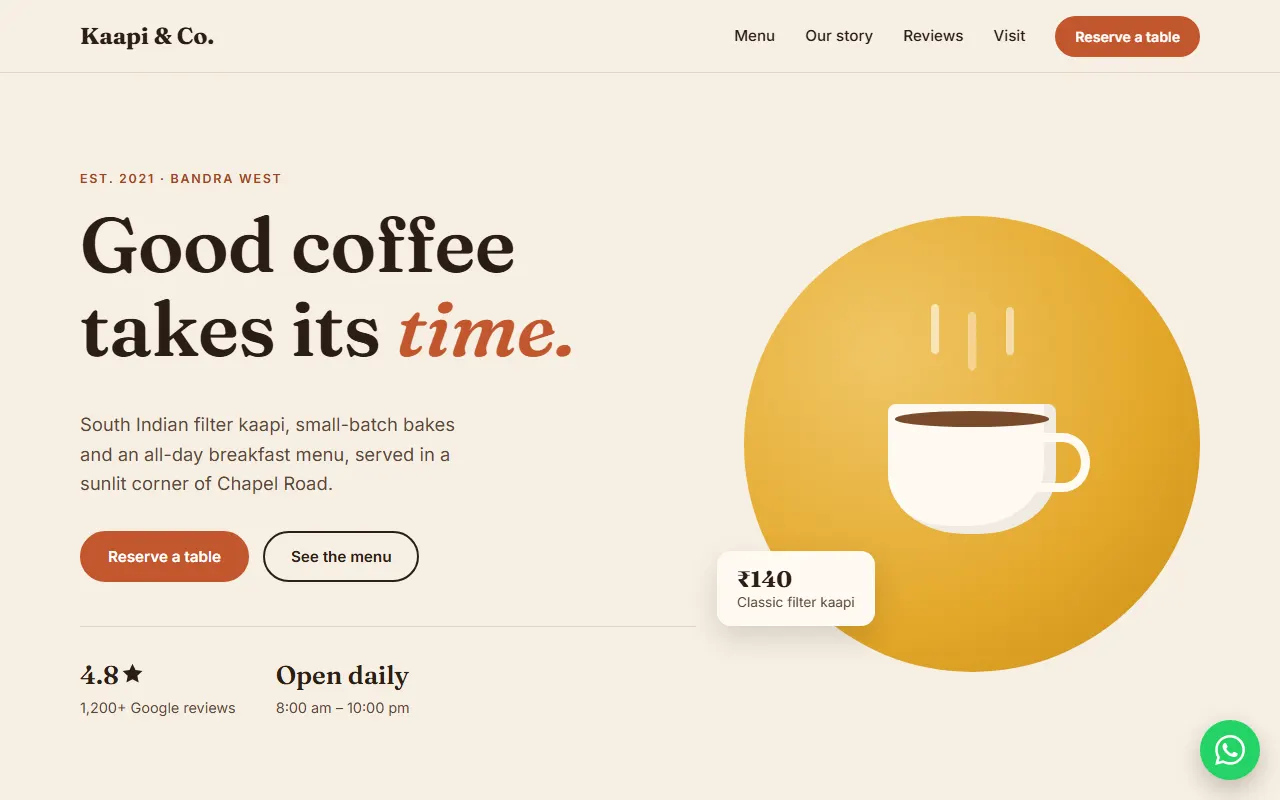 Kaapi & Co.
Menu
Our story
Reviews
Visit
Reserve a table
EST. 2021 · BANDRA WEST
Good coffee
takes its time.
South Indian filter kaapi, small-batch bakes
and an all-day breakfast menu, served in a
sunlit corner of Chapel Road.
Reserve a table
See the menu
₹140
Classic filter kaapi
4.8★
1,200+ Google reviews
Open daily
8:00 am – 10:00 pm